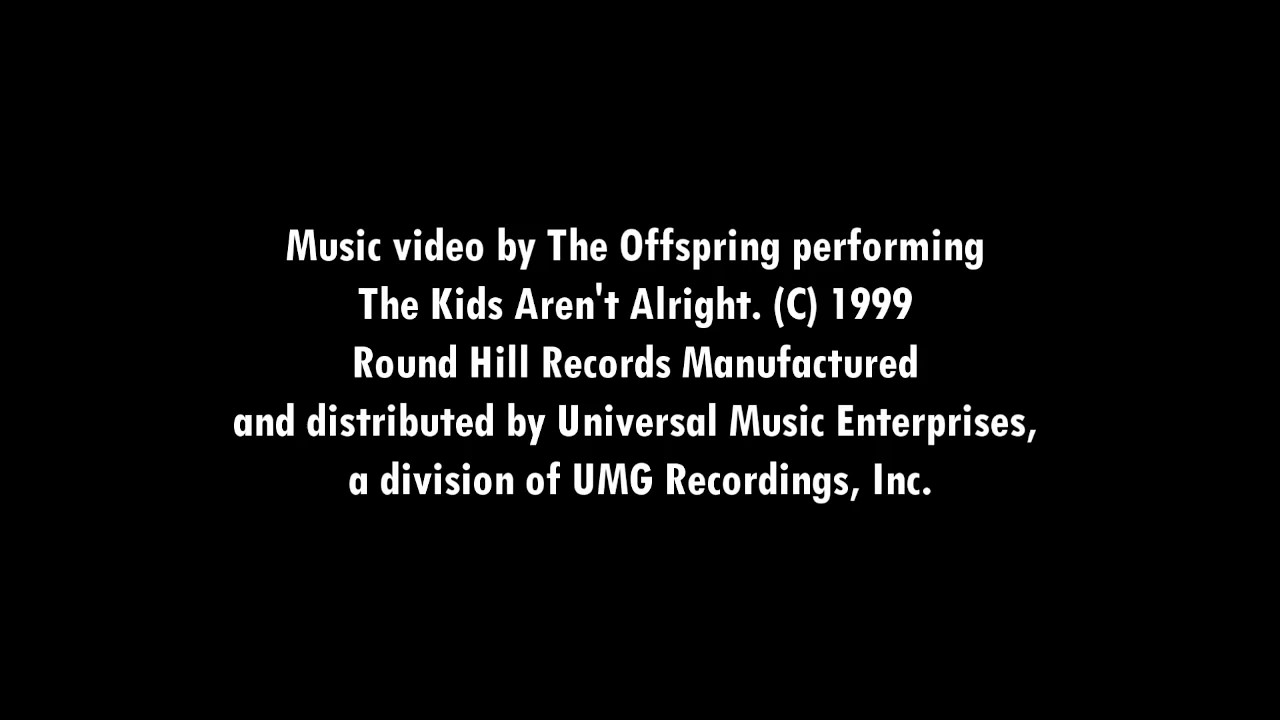 Music video by The Offspring performing
The Kids Aren't Alright. (C) 1999
Round Hill Records Manufactured
and distributed by Universal Music Enterprises,
a division of UMG Recordings, Inc.